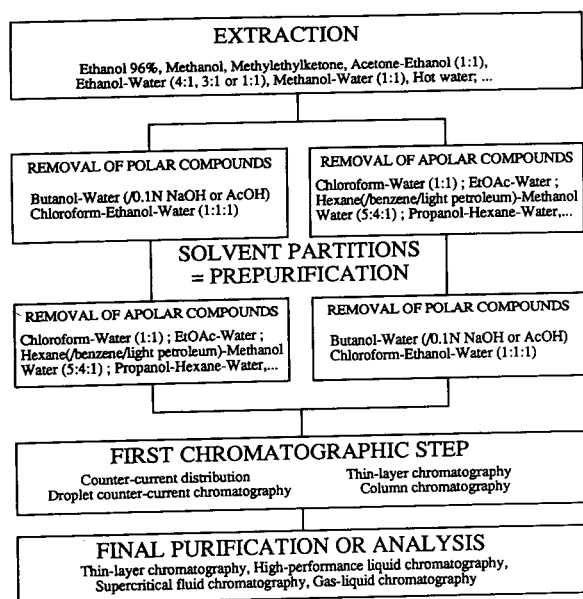 EXTRACTION
Ethanol 96%, Methanol, Methylethylketone, Acetone-Ethanol (1:1),
Ethanol-Water (4:1, 3:1 or 1:1), Methanol-Water (1:1), Hot water; ...
REMOVAL OF POLAR COMPOUNDS
Butanol-Water (/0.1N NaOH or AcOH)
Chloroform-Ethanol-Water (1:1:1)
REMOVAL OF APOLAR COMPOUNDS
Chloroform-Water (1:1) ; EtOAc-Water ;
Hexane(/benzene/light petroleum)-Methanol
Water (5:4:1) ; Propanol-Hexane-Water,...
SOLVENT PARTITIONS
= PREPURIFICATION
REMOVAL OF APOLAR COMPOUNDS
Chloroform-Water (1:1) ; EtOAc-Water ;
Hexane(/benzene/light petroleum)-Methanol
Water (5:4:1) ; Propanol-Hexane-Water,...
REMOVAL OF POLAR COMPOUNDS
Butanol-Water (/0.1N NaOH or AcOH)
Chloroform-Ethanol-Water (1:1:1)
FIRST CHROMATOGRAPHIC STEP
Counter-current distribution
Droplet counter-current chromatography
Thin-layer chromatography
Column chromatography
FINAL PURIFICATION OR ANALYSIS
Thin-layer chromatography, High-performance liquid chromatography,
Supercritical fluid chromatography, Gas-liquid chromatography